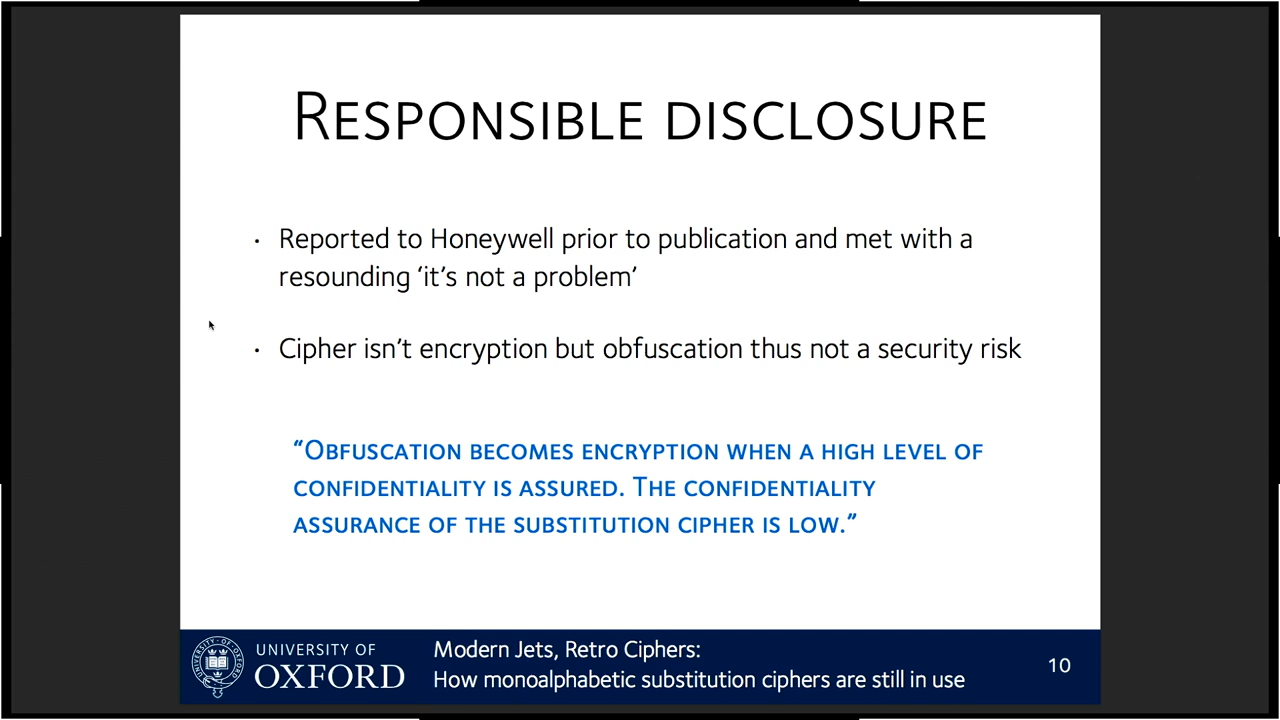 RESPONSIBLE DISCLOSURE
· Reported to Honeywell prior to publication and met with a
resounding ‘it’s not a problem’
· Cipher isn’t encryption but obfuscation thus not a security risk
“OBFUSCATION BECOMES ENCRYPTION WHEN A HIGH LEVEL OF
CONFIDENTIALITY IS ASSURED. THE CONFIDENTIALITY
ASSURANCE OF THE SUBSTITUTION CIPHER IS LOW.”
UNIVERSITY OF
OXFORD
Modern Jets, Retro Ciphers:
How monoalphabetic substitution ciphers are still in use
10